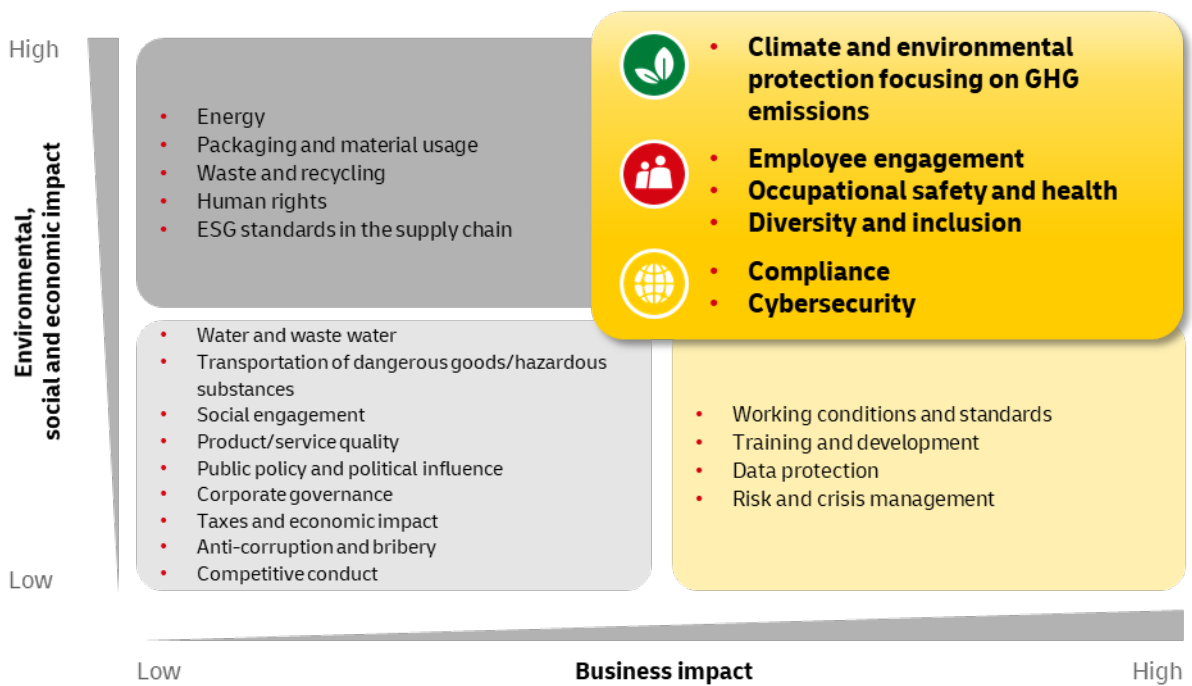 High
Environmental,
social and economic impact
Low
Energy
Packaging and material usage
Waste and recycling
Human rights
ESG standards in the supply chain
Climate and environmental
protection focusing on GHG
emissions
Employee engagement
Occupational safety and health
Diversity and inclusion
Compliance
Cybersecurity
Water and waste water
Transportation of dangerous goods/hazardous
substances
Social engagement
Product/service quality
Public policy and political influence
Corporate governance
Taxes and economic impact
Anti-corruption and bribery
Competitive conduct
Working conditions and standards
Training and development
Data protection
Risk and crisis management
Low
Business impact
High